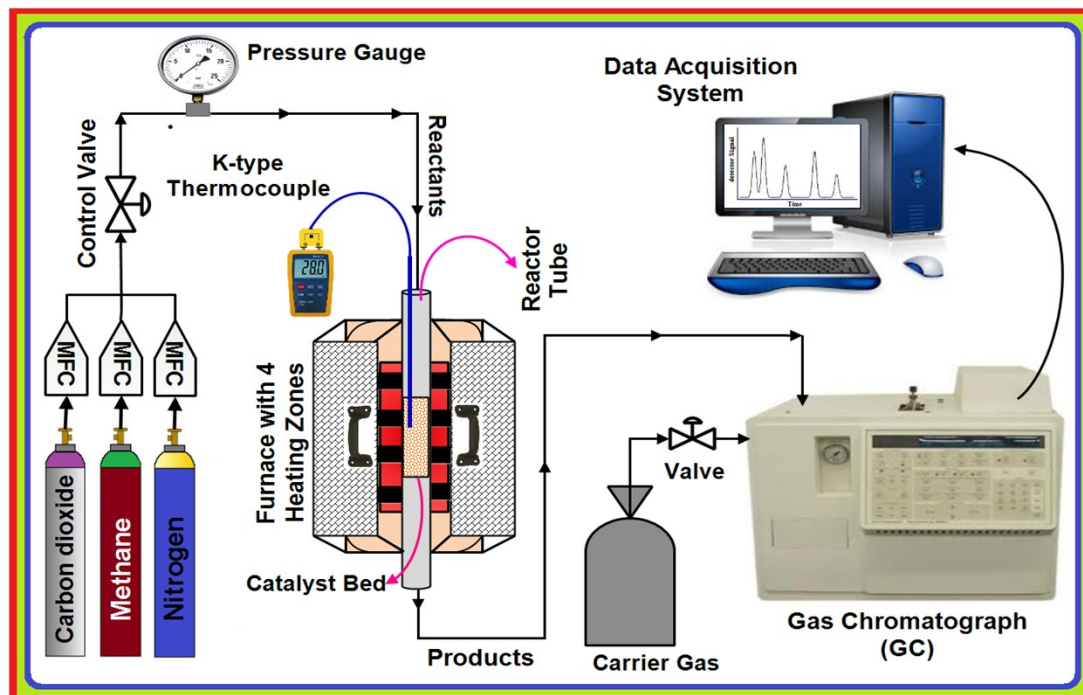 Pressure Gauge
Data Acquisition
System
Control Valve
K-type
Thermocouple
Reactants
28.0
detector Signal
Time
Reactor
Tube
MFC
MFC
MFC
Furnace with 4
Heating Zones
Carbon dioxide
Methane
Nitrogen
Catalyst Bed
Products
Valve
Carrier Gas
Gas Chromatograph
(GC)